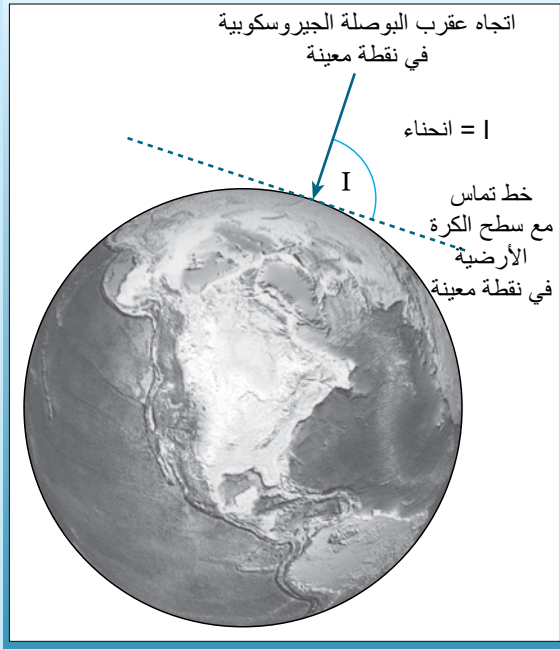 اتجاه عقرب البوصلة الجيروسكوبية
في نقطة معينة
I = انحناء
I
خط تماس
مع سطح الكرة
الأرضية
في نقطة معينة